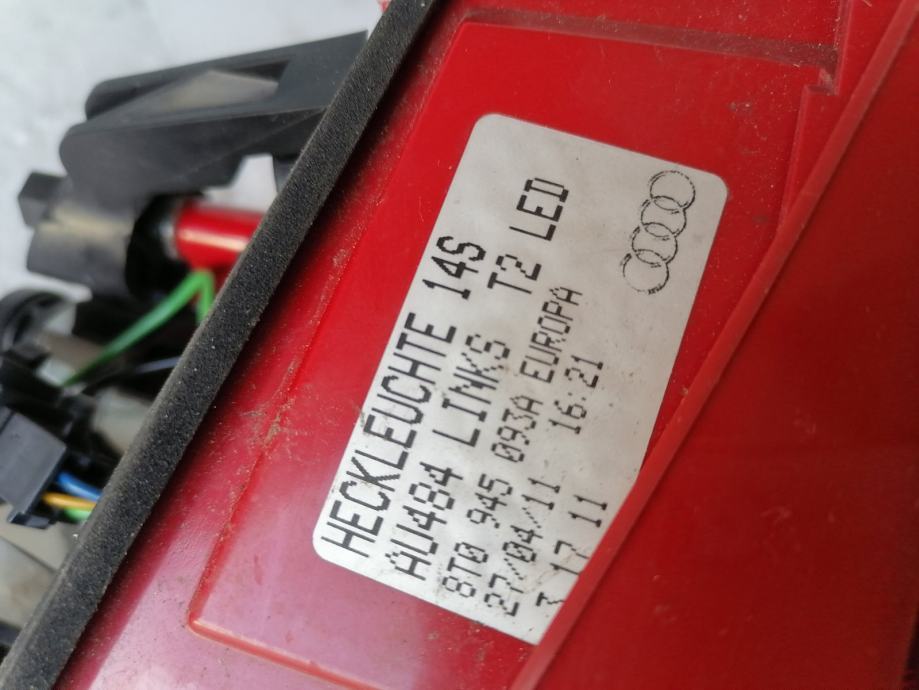 HECKLEUCHTE 14S
AU484 LINKS T2 LED
8T0 945 093A EUROPA
27/04/11 16:21
3 17 11